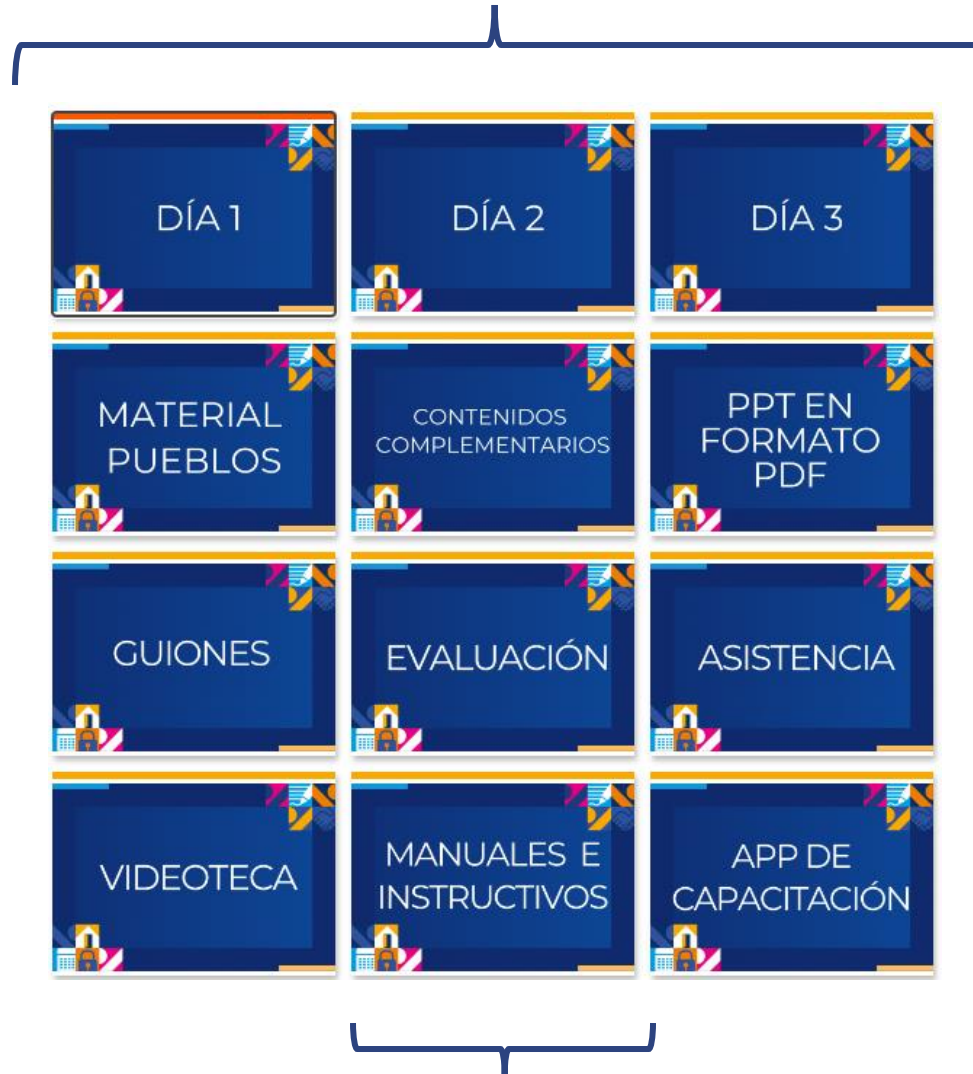 DÍA 1
DÍA 2
DÍA 3
MATERIAL
PUEBLOS
CONTENIDOS
COMPLEMENTARIOS
PPT EN
FORMATO
PDF
GUIONES
EVALUACIÓN
ASISTENCIA
VIDEOTECA
MANUALES E
INSTRUCTIVOS
APP DE
CAPACITACIÓN